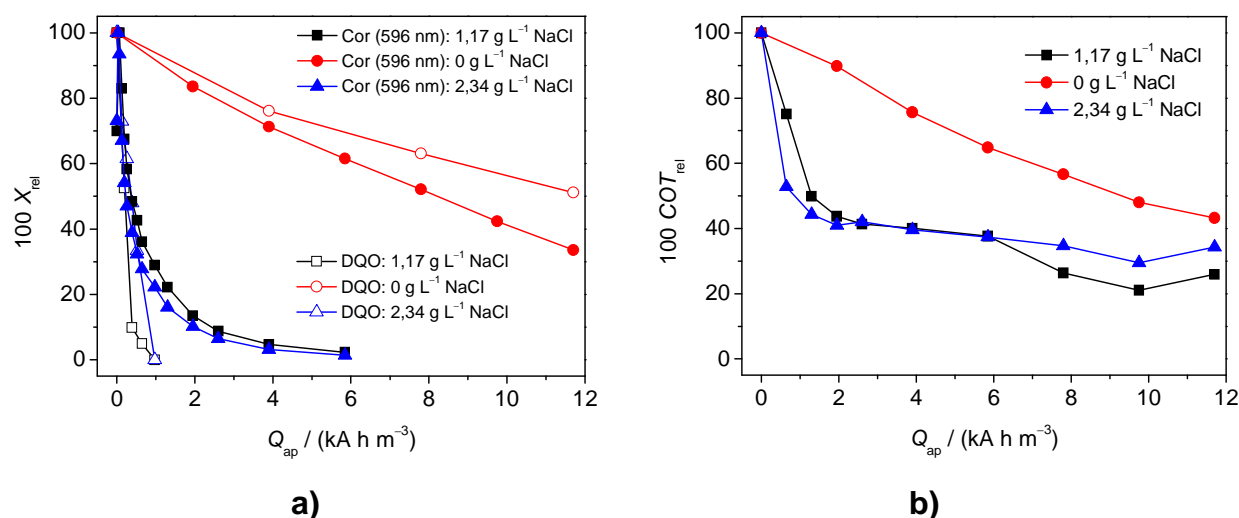 100 X_rel
100
80
60
40
20
0
Cor (596 nm): 1,17 g L⁻¹ NaCl
Cor (596 nm): 0 g L⁻¹ NaCl
Cor (596 nm): 2,34 g L⁻¹ NaCl
DQO: 1,17 g L⁻¹ NaCl
DQO: 0 g L⁻¹ NaCl
DQO: 2,34 g L⁻¹ NaCl
0 2 4 6 8 10 12
Q_ap / (kA h m⁻³)
a)
100 COT_rel
100
80
60
40
20
0
1,17 g L⁻¹ NaCl
0 g L⁻¹ NaCl
2,34 g L⁻¹ NaCl
0 2 4 6 8 10 12
Q_ap / (kA h m⁻³)
b)